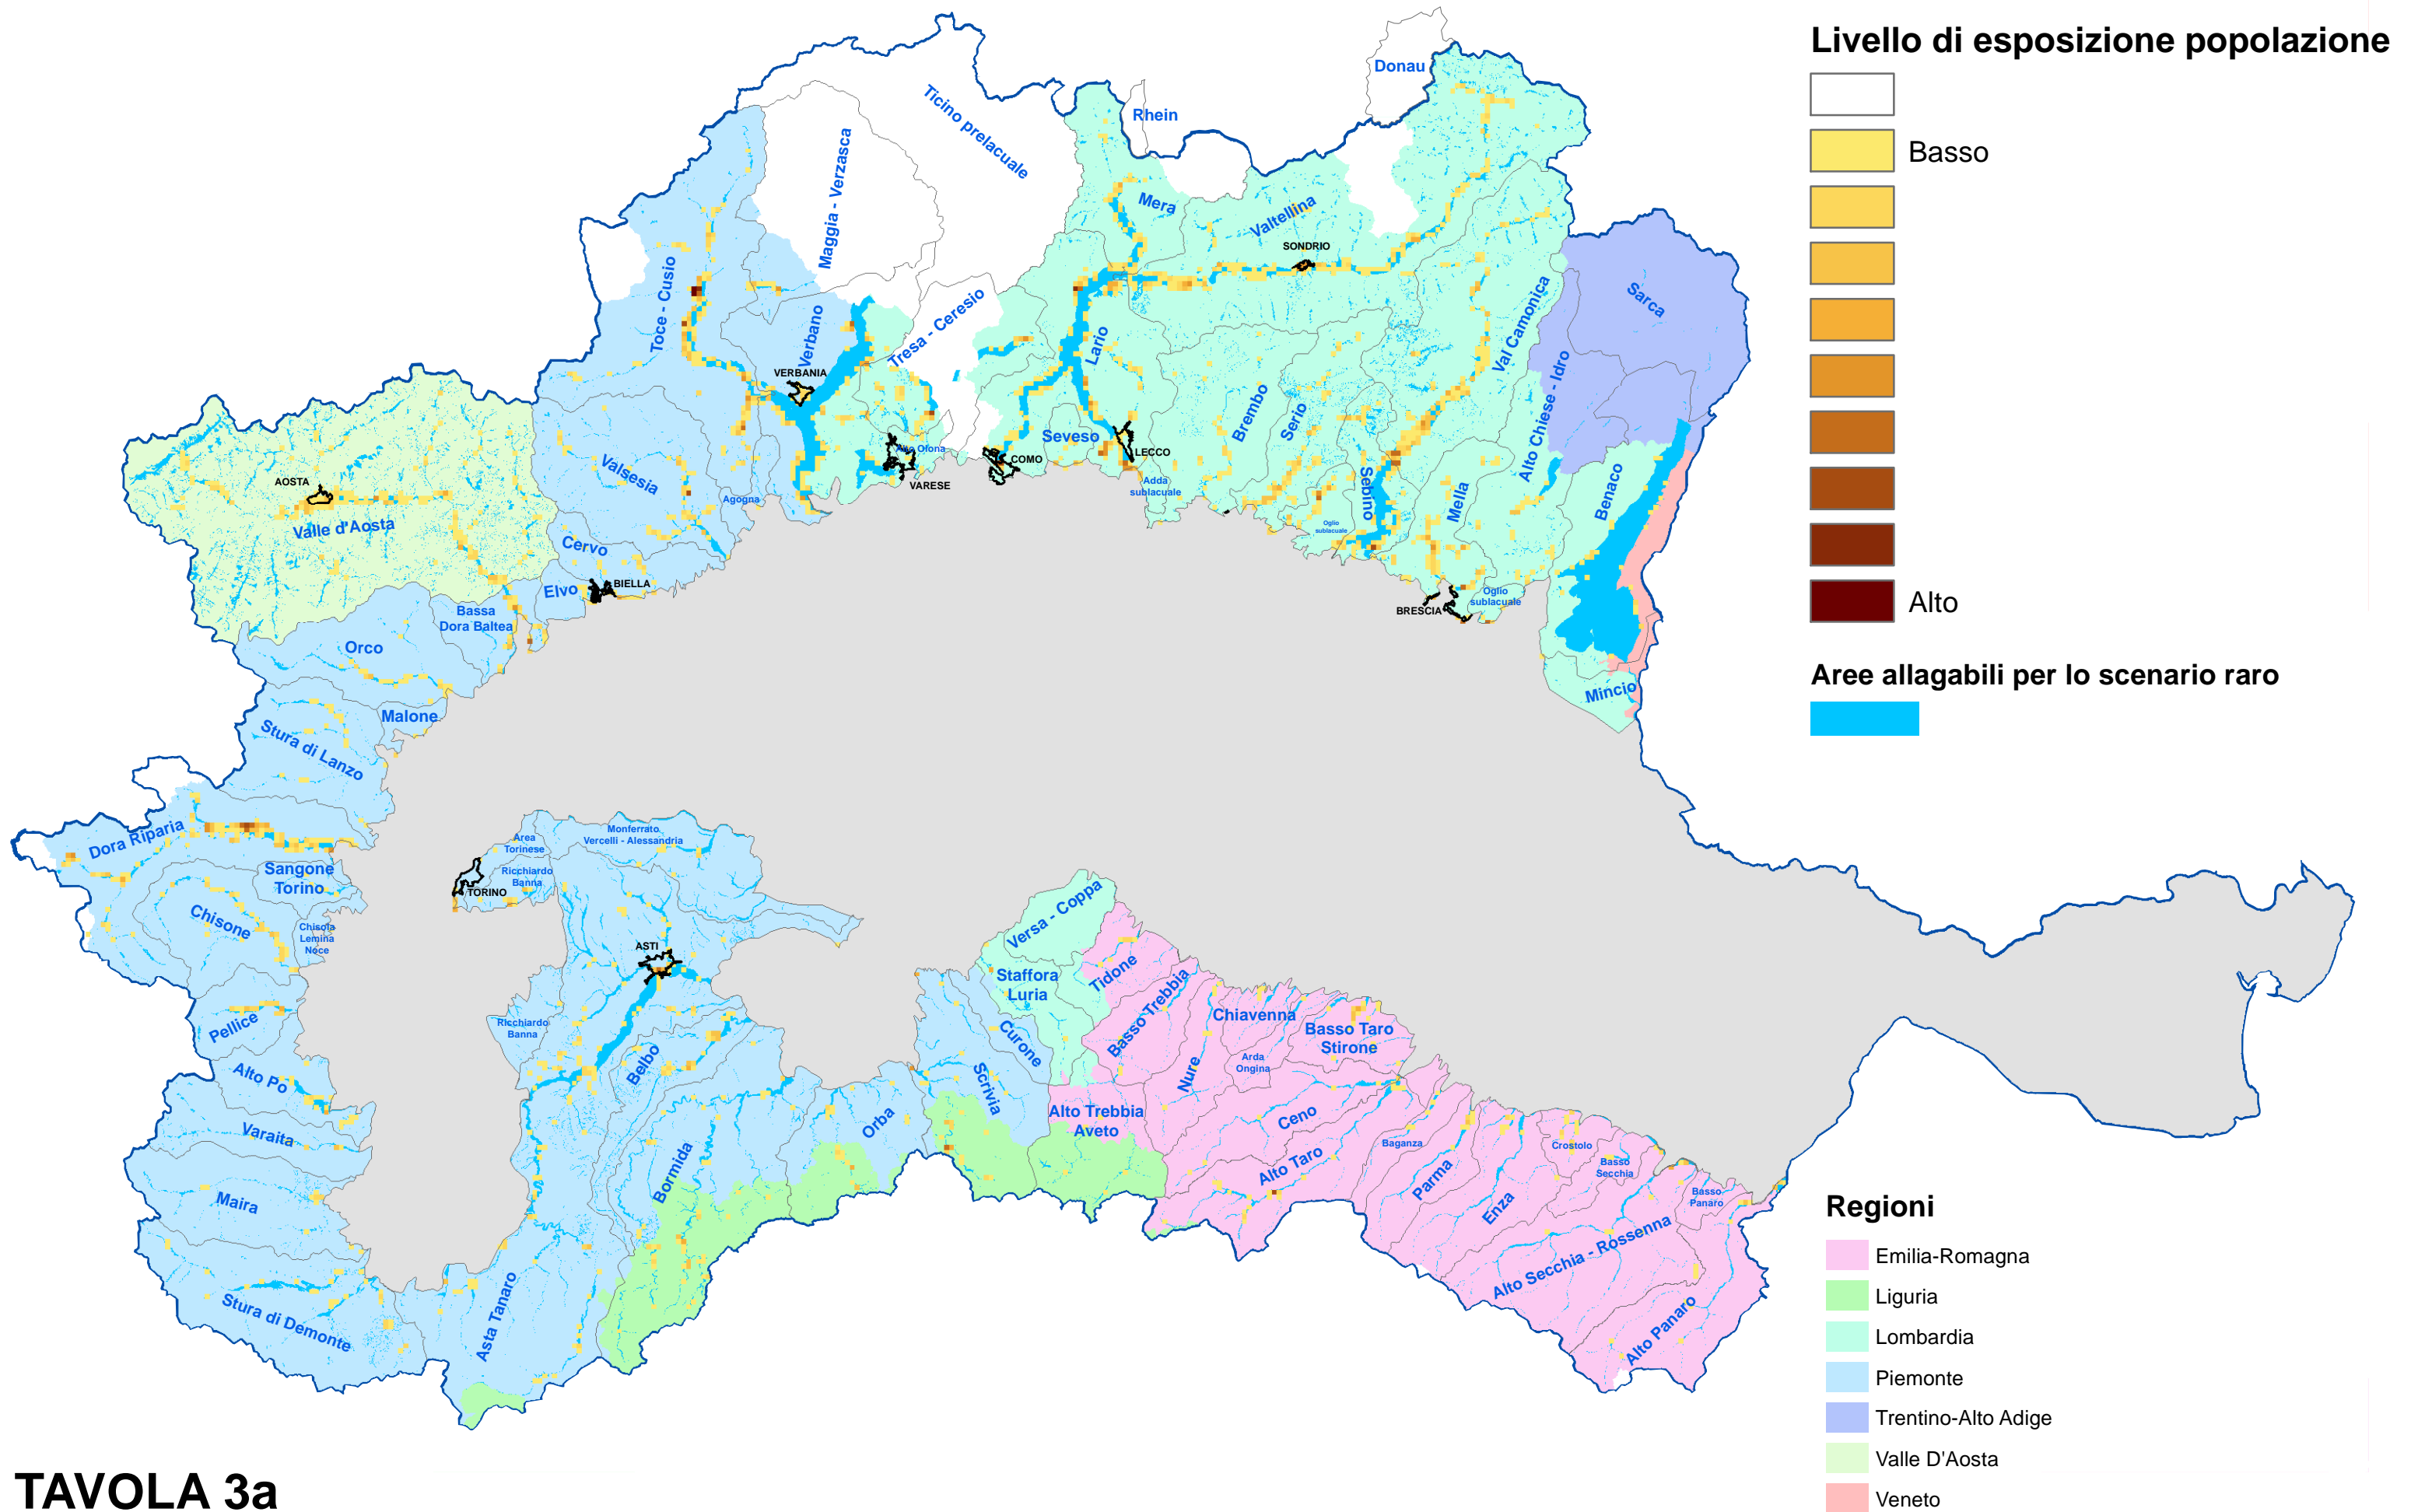 Livello di esposizione popolazione
Basso
Alto
Aree allagabili per lo scenario raro
Donau
Rhein
Ticino prelacuale
Maggia - Verzasca
Mera
Valtellina
SONDRIO
Toce - Cusio
Verbano
Tresa - Ceresio
Lario
Val Camonica
Sarca
VERBANIA
Brembo
Serio
Alto Chiese - Idro
Seveso
LECCO
COMO
VARESE
Adda
sublacuale
Valsesia
Agogna
AOSTA
Valle d'Aosta
Sebino
Mella
Benaco
Oglio
sublacuale
Cervo
Elvo
BIELLA
BRESCIA
Oglio
sublacuale
Bassa
Dora Baltea
Orco
Mincio
Malone
Stura di Lanzo
Dora Riparia
Sangone
Torino
Area
Torinese
Monferrato
Vercelli - Alessandria
Ricchiardo
Banna
TORINO
Chisone
Chisola
Lemina
Noce
ASTI
Versa - Coppa
Staffora
Luria
Tidone
Basso Trebbia
Pellice
Ricchiardo
Banna
Curone
Chiavenna
Basso Taro
Stirone
Arda
Ongina
Nure
Belbo
Alto Po
Scrivia
Orba
Alto Trebbia
Aveto
Ceno
Varaita
Baganza
Crostolo
Basso
Secchia
Alto Taro
Parma
Enza
Basso
Panaro
Maira
Bormida
Alto Secchia - Rossenna
Stura di Demonte
Asta Tanaro
Alto Panaro
Regioni
Emilia-Romagna
Liguria
Lombardia
Piemonte
Trentino-Alto Adige
Valle D'Aosta
Veneto
TAVOLA 3a